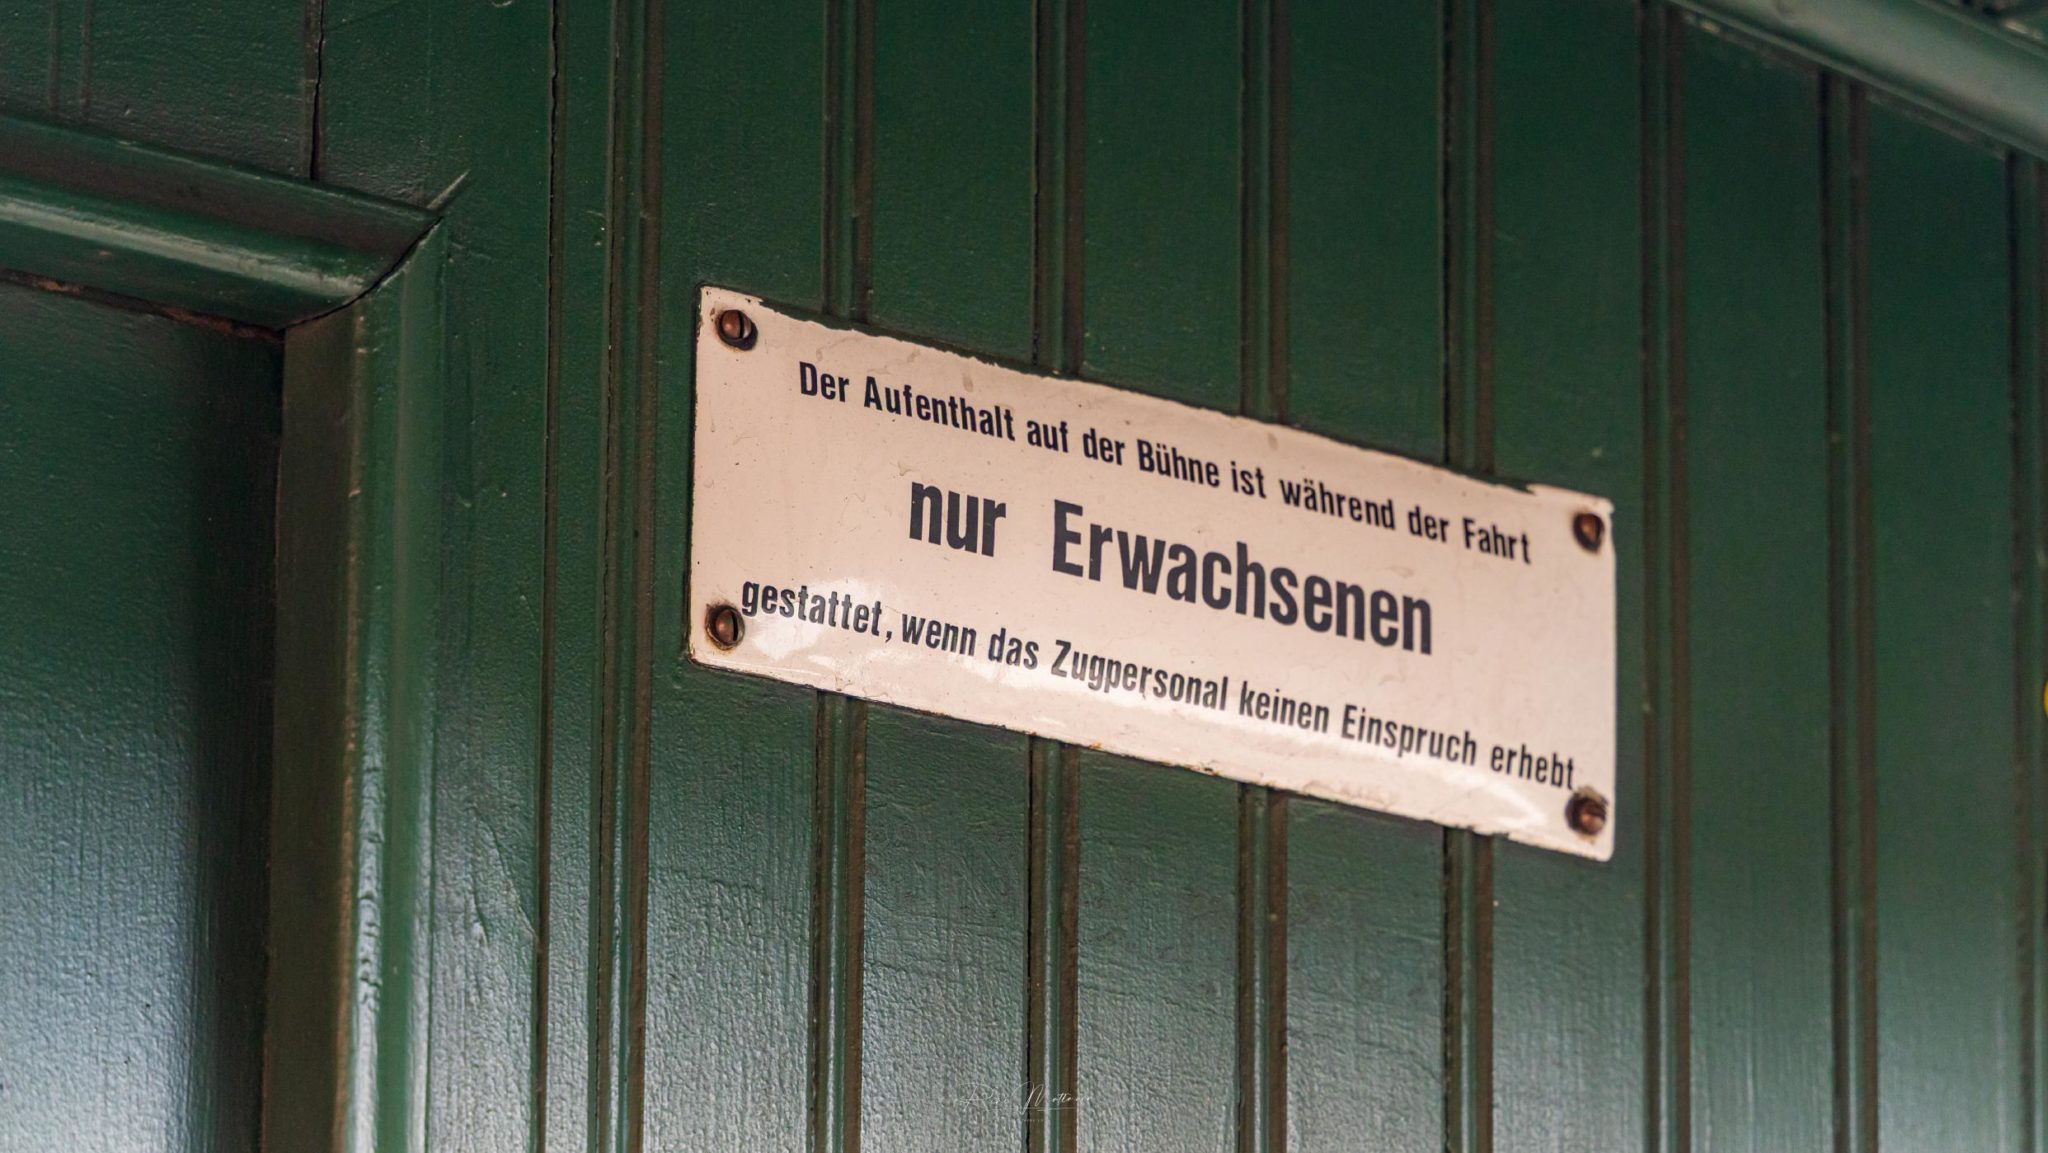 Der Aufenthalt auf der Bühne ist während der Fahrt
nur Erwachsenen
gestattet, wenn das Zugpersonal keinen Einspruch erhebt.